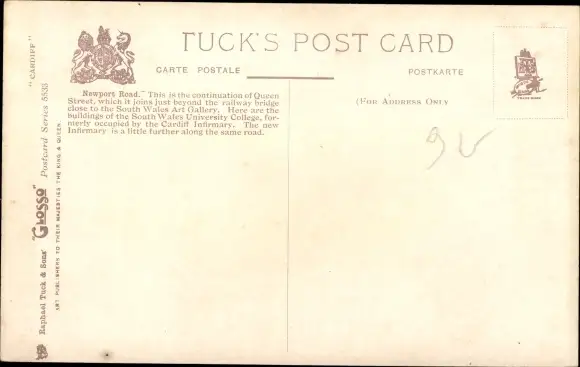 TUCK'S POST CARD
CARTE POSTALE
POSTKARTE
Newport Road. This is the continuation of Queen
Street, which it joins just beyond the railway bridge
close to the South Wales Art Gallery. Here are the
buildings of the South Wales University College, for-
merly occupied by the Cardiff Infirmary. The new
Infirmary is a little further along the same road.
(For Address Only
TRADE MARK
Raphael Tuck & Sons' "GLOSSO" Postcard Series 5535 "CARDIFF"
ART PUBLISHERS TO THEIR MAJESTIES THE KING & QUEEN.